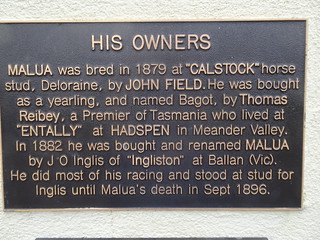 HIS OWNERS
MALUA was bred in 1879 at "CALSTOCK" horse
stud, Deloraine, by JOHN FIELD. He was bought
as a yearling, and named Bagot, by Thomas
Reibey, a Premier of Tasmania who lived at
"ENTALLY" at HADSPEN in Meander Valley.
In 1882 he was bought and renamed MALUA
by J O Inglis of "Ingliston" at Ballan (Vic).
He did most of his racing and stood at stud for
Inglis until Malua's death in Sept 1896.